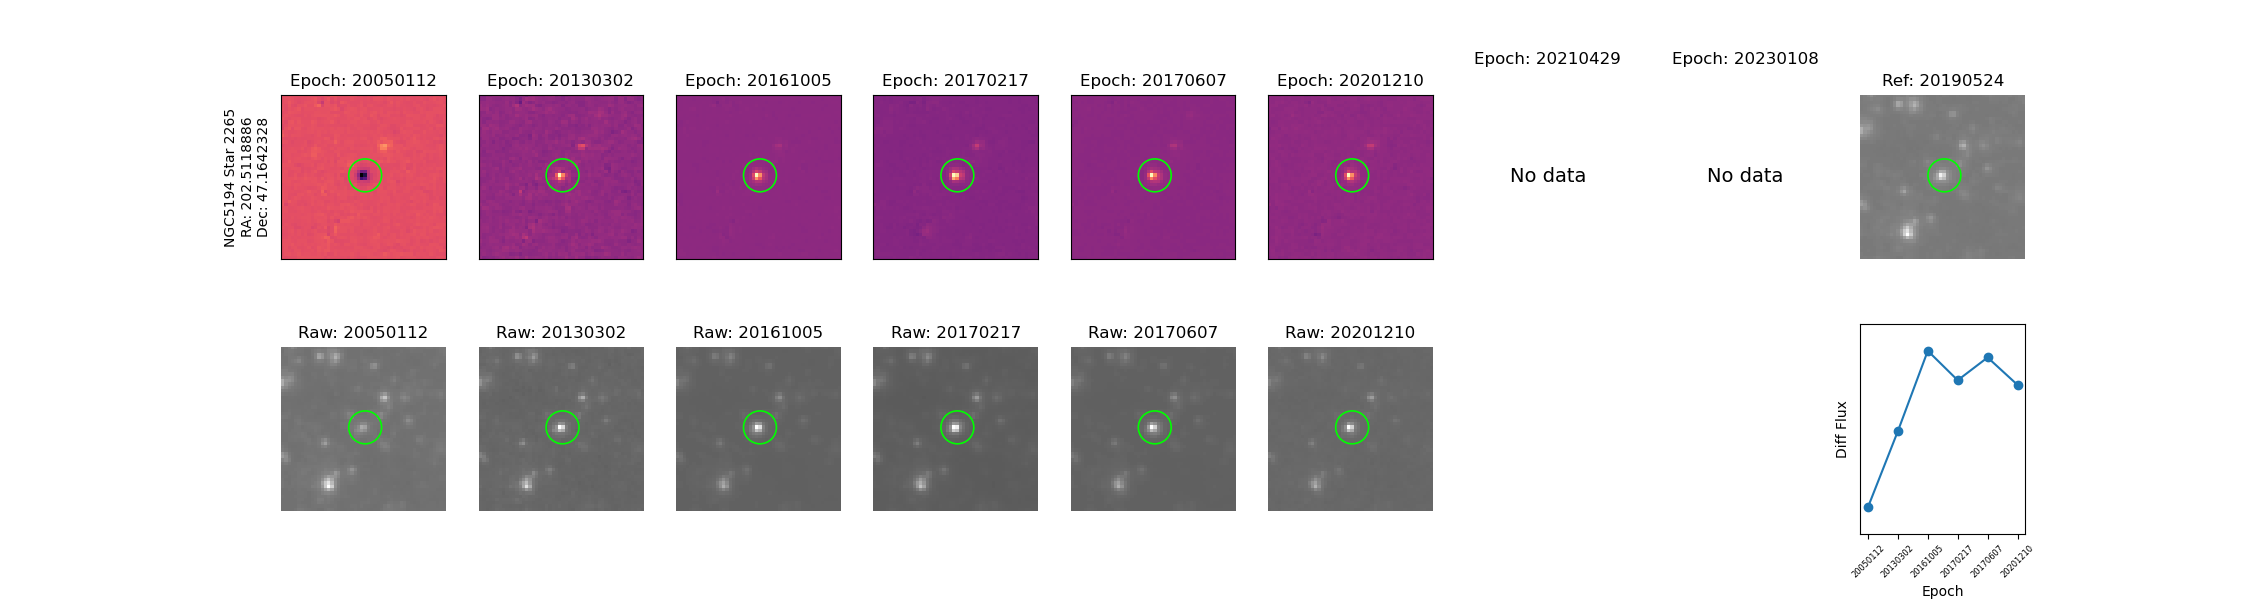 NGC5194 Star 2265
RA: 202.5118886
Dec: 47.1642328
Epoch: 20050112
Epoch: 20130302
Epoch: 20161005
Epoch: 20170217
Epoch: 20170607
Epoch: 20201210
Epoch: 20210429
Epoch: 20230108
Ref: 20190524
No data
No data
Raw: 20050112
Raw: 20130302
Raw: 20161005
Raw: 20170217
Raw: 20170607
Raw: 20201210
Diff Flux
20050112
20130302
20161005
20170217
20170607
20201210
Epoch